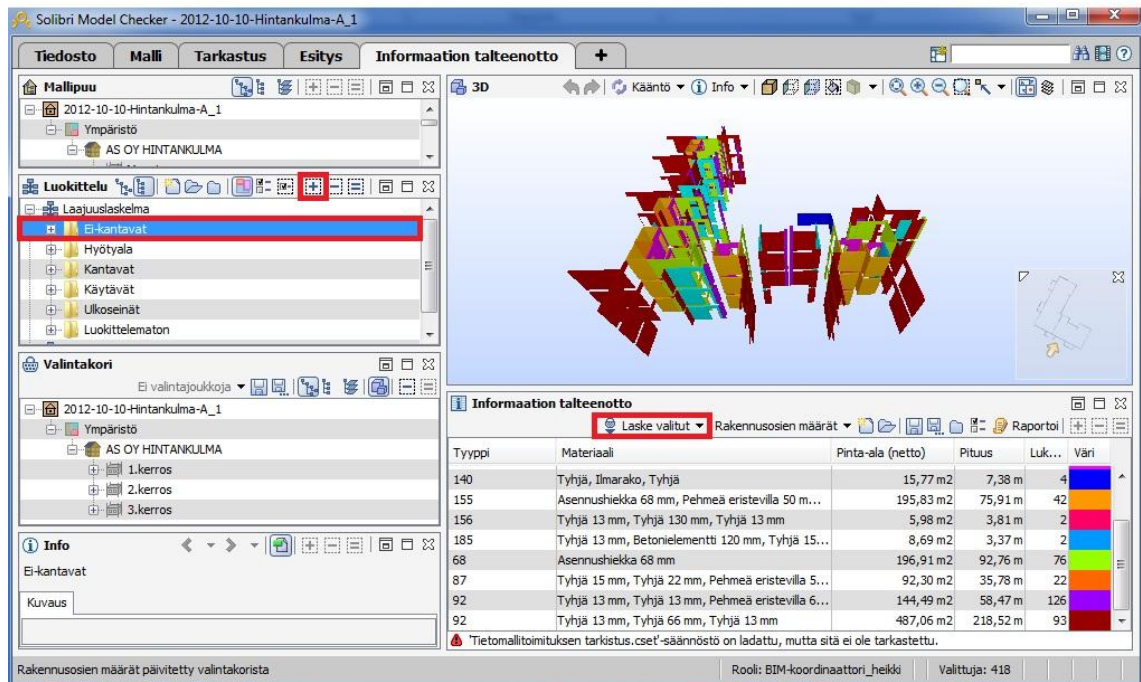 Solibri Model Checker - 2012-10-10-Hintankulma-A_1
Tiedosto Malli Tarkastus Esitys Informaation talteenotto +
Mallipuu
2012-10-10-Hintankulma-A_1
Ympäristö
AS OY HINTANKULMA
Luokittelu
Laajuuslaskelma
Ei-kantavat
Hyötyala
Kantavat
Käytävät
Ulkoseinät
Luokittelematon
Valintakori
Ei valintajoukkoja
2012-10-10-Hintankulma-A_1
Ympäristö
AS OY HINTANKULMA
1.kerros
2.kerros
3.kerros
Info
Ei-kantavat
Kuvaus
3D Kääntö Info
Informaation talteenotto
Laske valitut Rakennusosien määrät Raportoi
Tyyppi Materiaali Pinta-ala (netto) Pituus Luk... Väri
140 Tyhjä, Ilmarako, Tyhjä 15,77 m2 7,38 m 4
155 Asennushiekka 68 mm, Pehmeä eristevilla 50 m... 195,83 m2 75,91 m 42
156 Tyhjä 13 mm, Tyhjä 130 mm, Tyhjä 13 mm 5,98 m2 3,81 m 2
185 Tyhjä 13 mm, Betonielementti 120 mm, Tyhjä 15... 8,69 m2 3,37 m 2
68 Asennushiekka 68 mm 196,91 m2 92,76 m 76
87 Tyhjä 15 mm, Tyhjä 22 mm, Pehmeä eristevilla 5... 92,30 m2 35,78 m 22
92 Tyhjä 13 mm, Tyhjä 13 mm, Pehmeä eristevilla 6... 144,49 m2 58,47 m 126
92 Tyhjä 13 mm, Tyhjä 66 mm, Tyhjä 13 mm 487,06 m2 218,52 m 93
'Tietomallitoimituksen tarkistus.cset'-säännöstö on ladattu, mutta sitä ei ole tarkastettu.
Rakennusosien määrät päivitetty valintakorista Rooli: BIM-koordinaattori_heikki Valittuja: 418